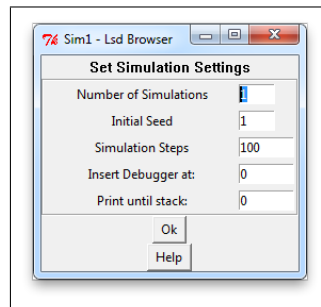 Sim1 - Lsd Browser
Set Simulation Settings
Number of Simulations 1
Initial Seed 1
Simulation Steps 100
Insert Debugger at: 0
Print until stack: 0
Ok
Help